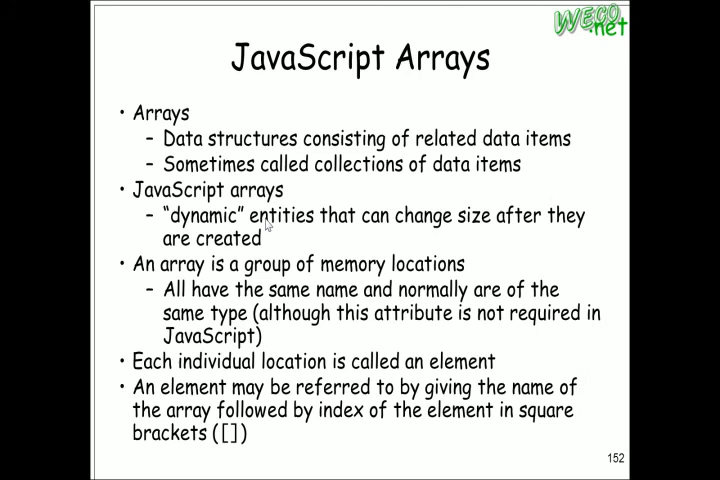 WECO
.net
JavaScript Arrays
• Arrays
– Data structures consisting of related data items
– Sometimes called collections of data items
• JavaScript arrays
– “dynamic” entities that can change size after they
are created
• An array is a group of memory locations
– All have the same name and normally are of the
same type (although this attribute is not required in
JavaScript)
• Each individual location is called an element
• An element may be referred to by giving the name of
the array followed by index of the element in square
brackets ([])
152